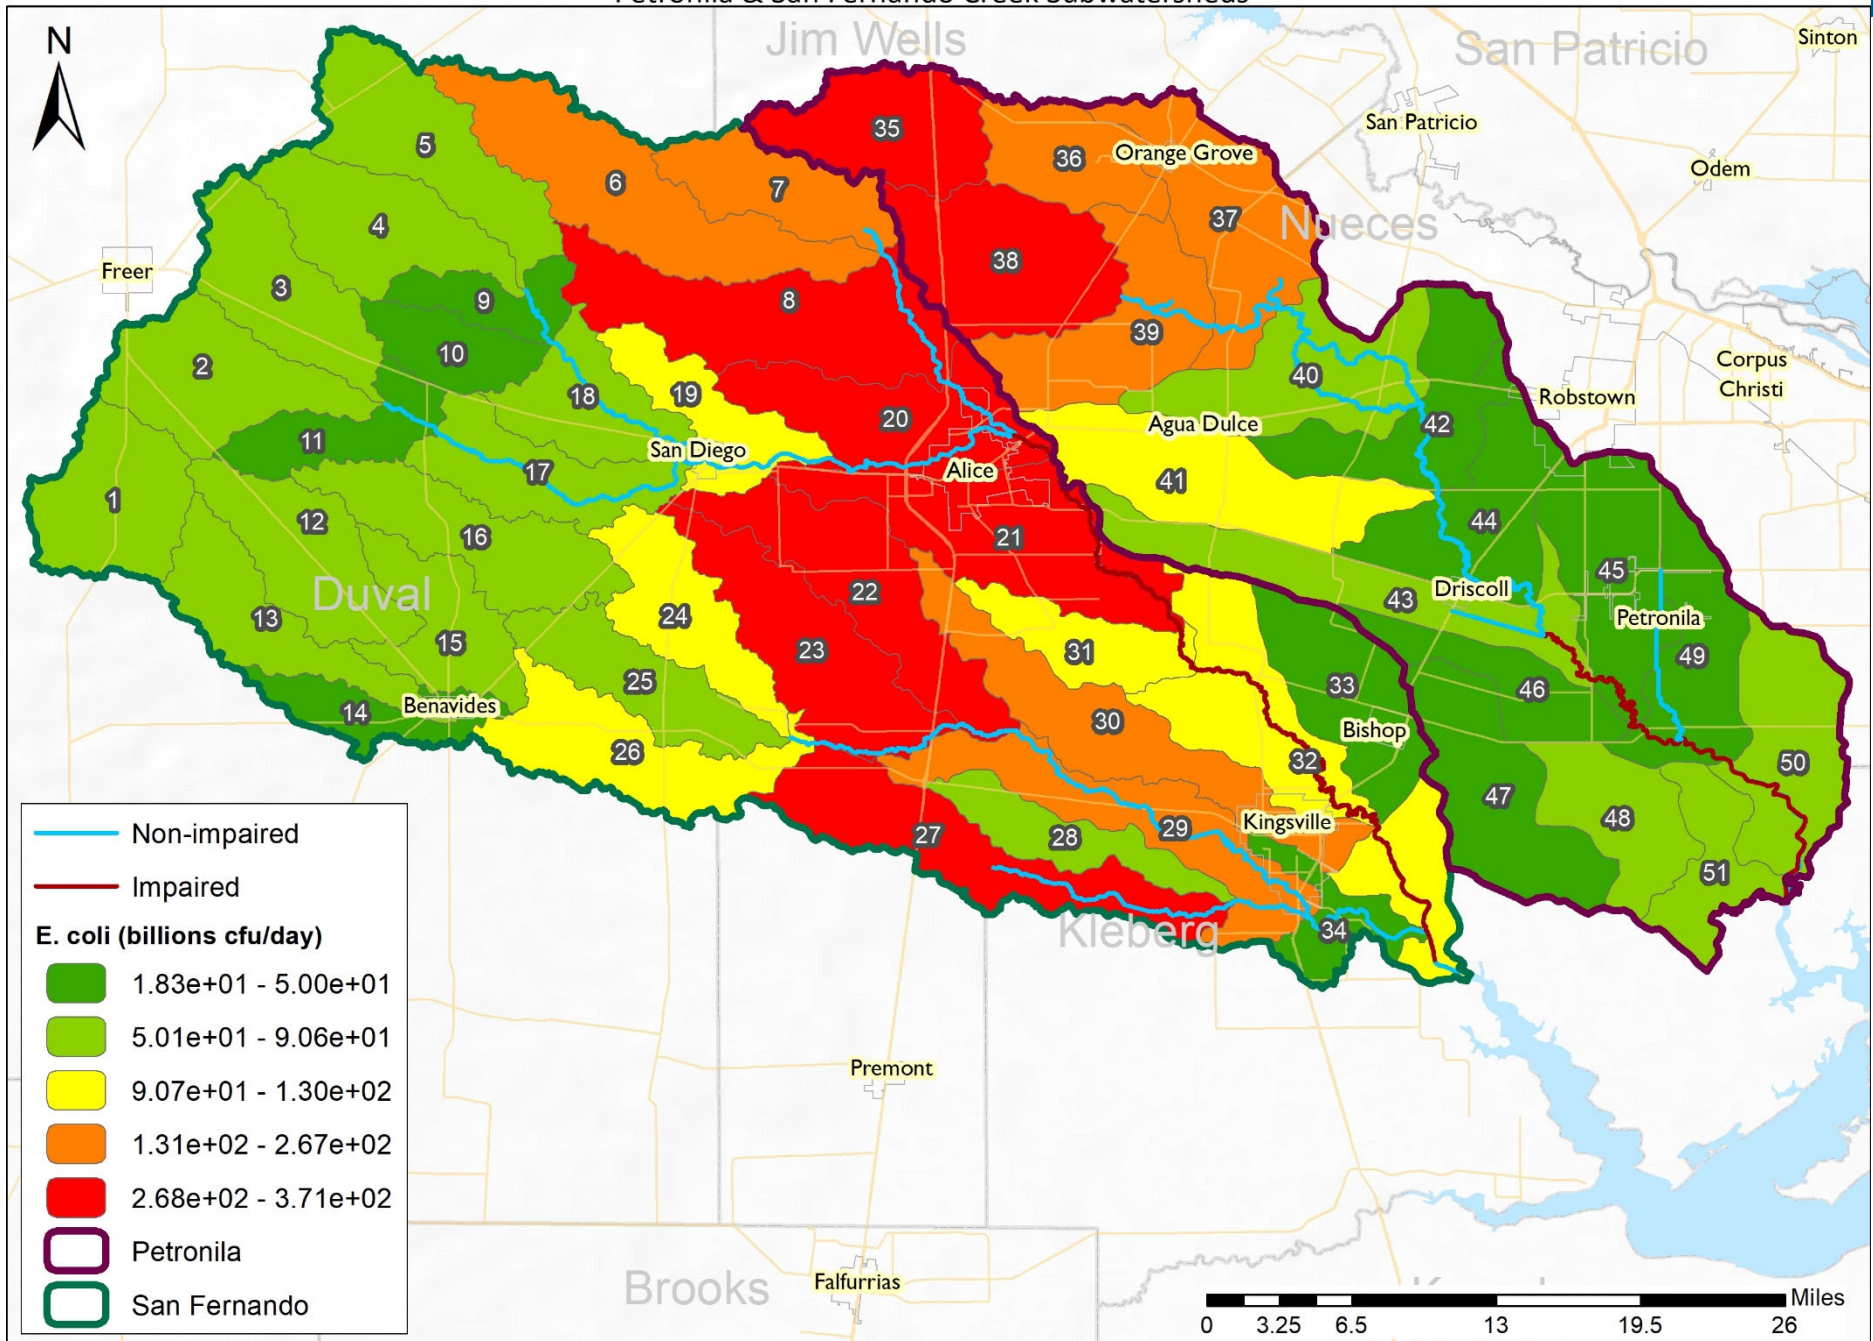 Petronila & San Fernando Creek Subwatersheds
N
Jim Wells
San Patricio
Sinton
San Patricio
Odem
Orange Grove
Nueces
Freer
Corpus
Christi
Robstown
Agua Dulce
San Diego
Alice
Duval
Driscoll
Petronila
Benavides
Bishop
Kingsville
Kleberg
Premont
Brooks
Falfurrias
1
2
3
4
5
6
7
8
9
10
11
12
13
14
15
16
17
18
19
20
21
22
23
24
25
26
27
28
29
30
31
32
33
34
35
36
37
38
39
40
41
42
43
44
45
46
47
48
49
50
51
Non-impaired
Impaired
E. coli (billions cfu/day)
1.83e+01 - 5.00e+01
5.01e+01 - 9.06e+01
9.07e+01 - 1.30e+02
1.31e+02 - 2.67e+02
2.68e+02 - 3.71e+02
Petronila
San Fernando
Miles
0 3.25 6.5 13 19.5 26